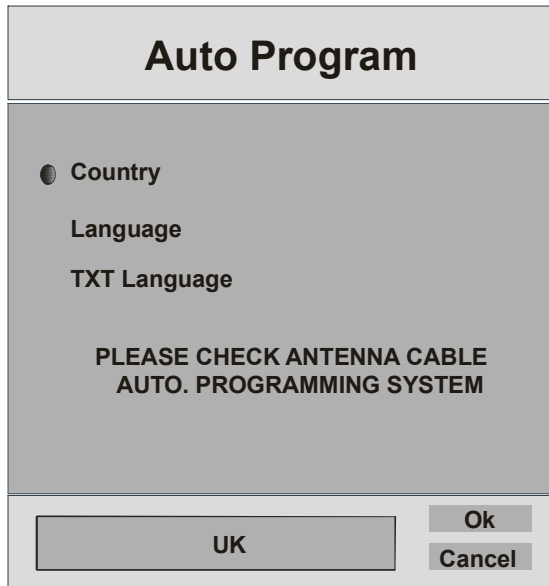 Auto Program
Country
Language
TXT Language
PLEASE CHECK ANTENNA CABLE
AUTO. PROGRAMMING SYSTEM
UK
Ok
Cancel